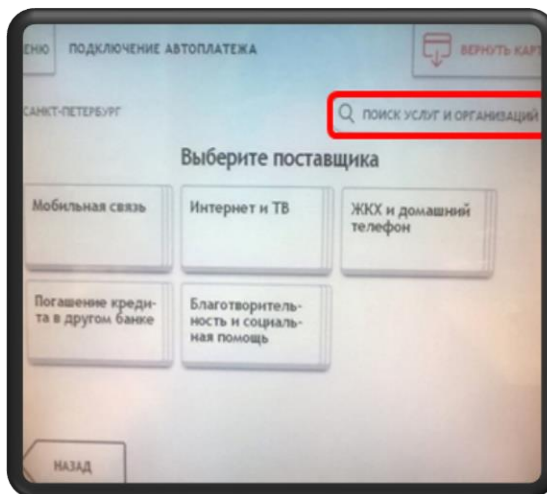 ЕНЮ
ПОДКЛЮЧЕНИЕ АВТОПЛАТЕЖА
ВЕРНУТЬ КАРТ
САНКТ-ПЕТЕРБУРГ
ПОИСК УСЛУГ И ОРГАНИЗАЦИЙ
Выберите поставщика
Мобильная связь
Интернет и ТВ
ЖКХ и домашний
телефон
Погашение креди-
та в другом банке
Благотворитель-
ность и социаль-
ная помощь
НАЗАД